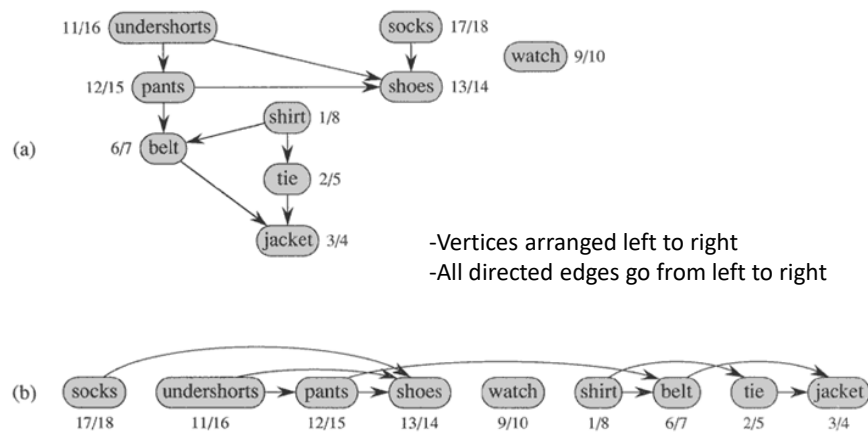 11/16 undershorts socks 17/18
watch 9/10
12/15 pants shoes 13/14
shirt 1/8
(a) 6/7 belt
tie 2/5
jacket 3/4
-Vertices arranged left to right
-All directed edges go from left to right
(b) socks undershorts pants shoes watch shirt belt tie jacket
17/18 11/16 12/15 13/14 9/10 1/8 6/7 2/5 3/4